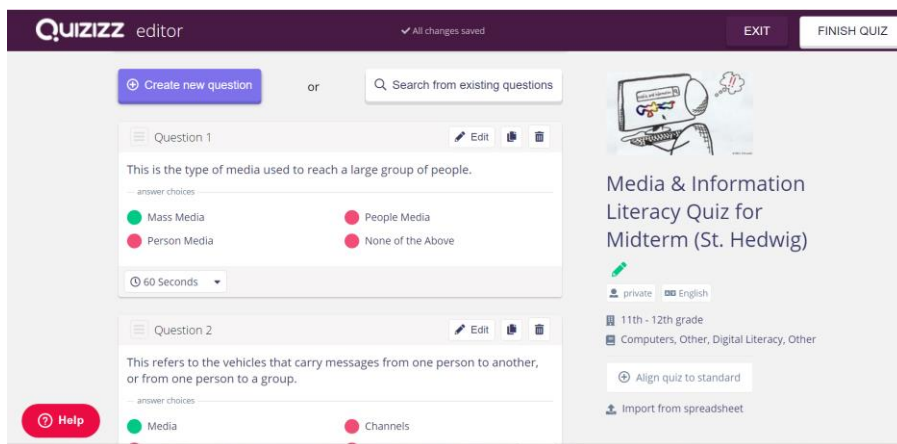 QUIZIZZ editor
All changes saved
EXIT
FINISH QUIZ
Create new question
or
Search from existing questions
Question 1
Edit
This is the type of media used to reach a large group of people.
answer choices
Mass Media
People Media
Person Media
None of the Above
60 Seconds
Question 2
Edit
This refers to the vehicles that carry messages from one person to another,
or from one person to a group.
answer choices
Media
Channels
Help
!!
Media & Information
Literacy Quiz for
Midterm (St. Hedwig)
private
English
11th - 12th grade
Computers, Other, Digital Literacy, Other
Align quiz to standard
Import from spreadsheet